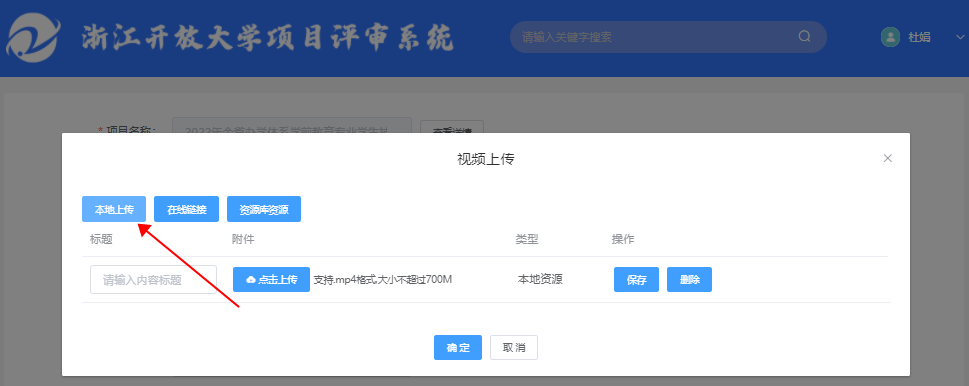 浙江开放大学项目评审系统
请输入关键字搜索
杜娟
* 项目名称:
视频上传
本地上传 在线链接 资源库资源
标题 附件 类型 操作
请输入内容标题 点击上传 支持.mp4格式,大小不超过700M 本地资源 保存 删除
确定 取消